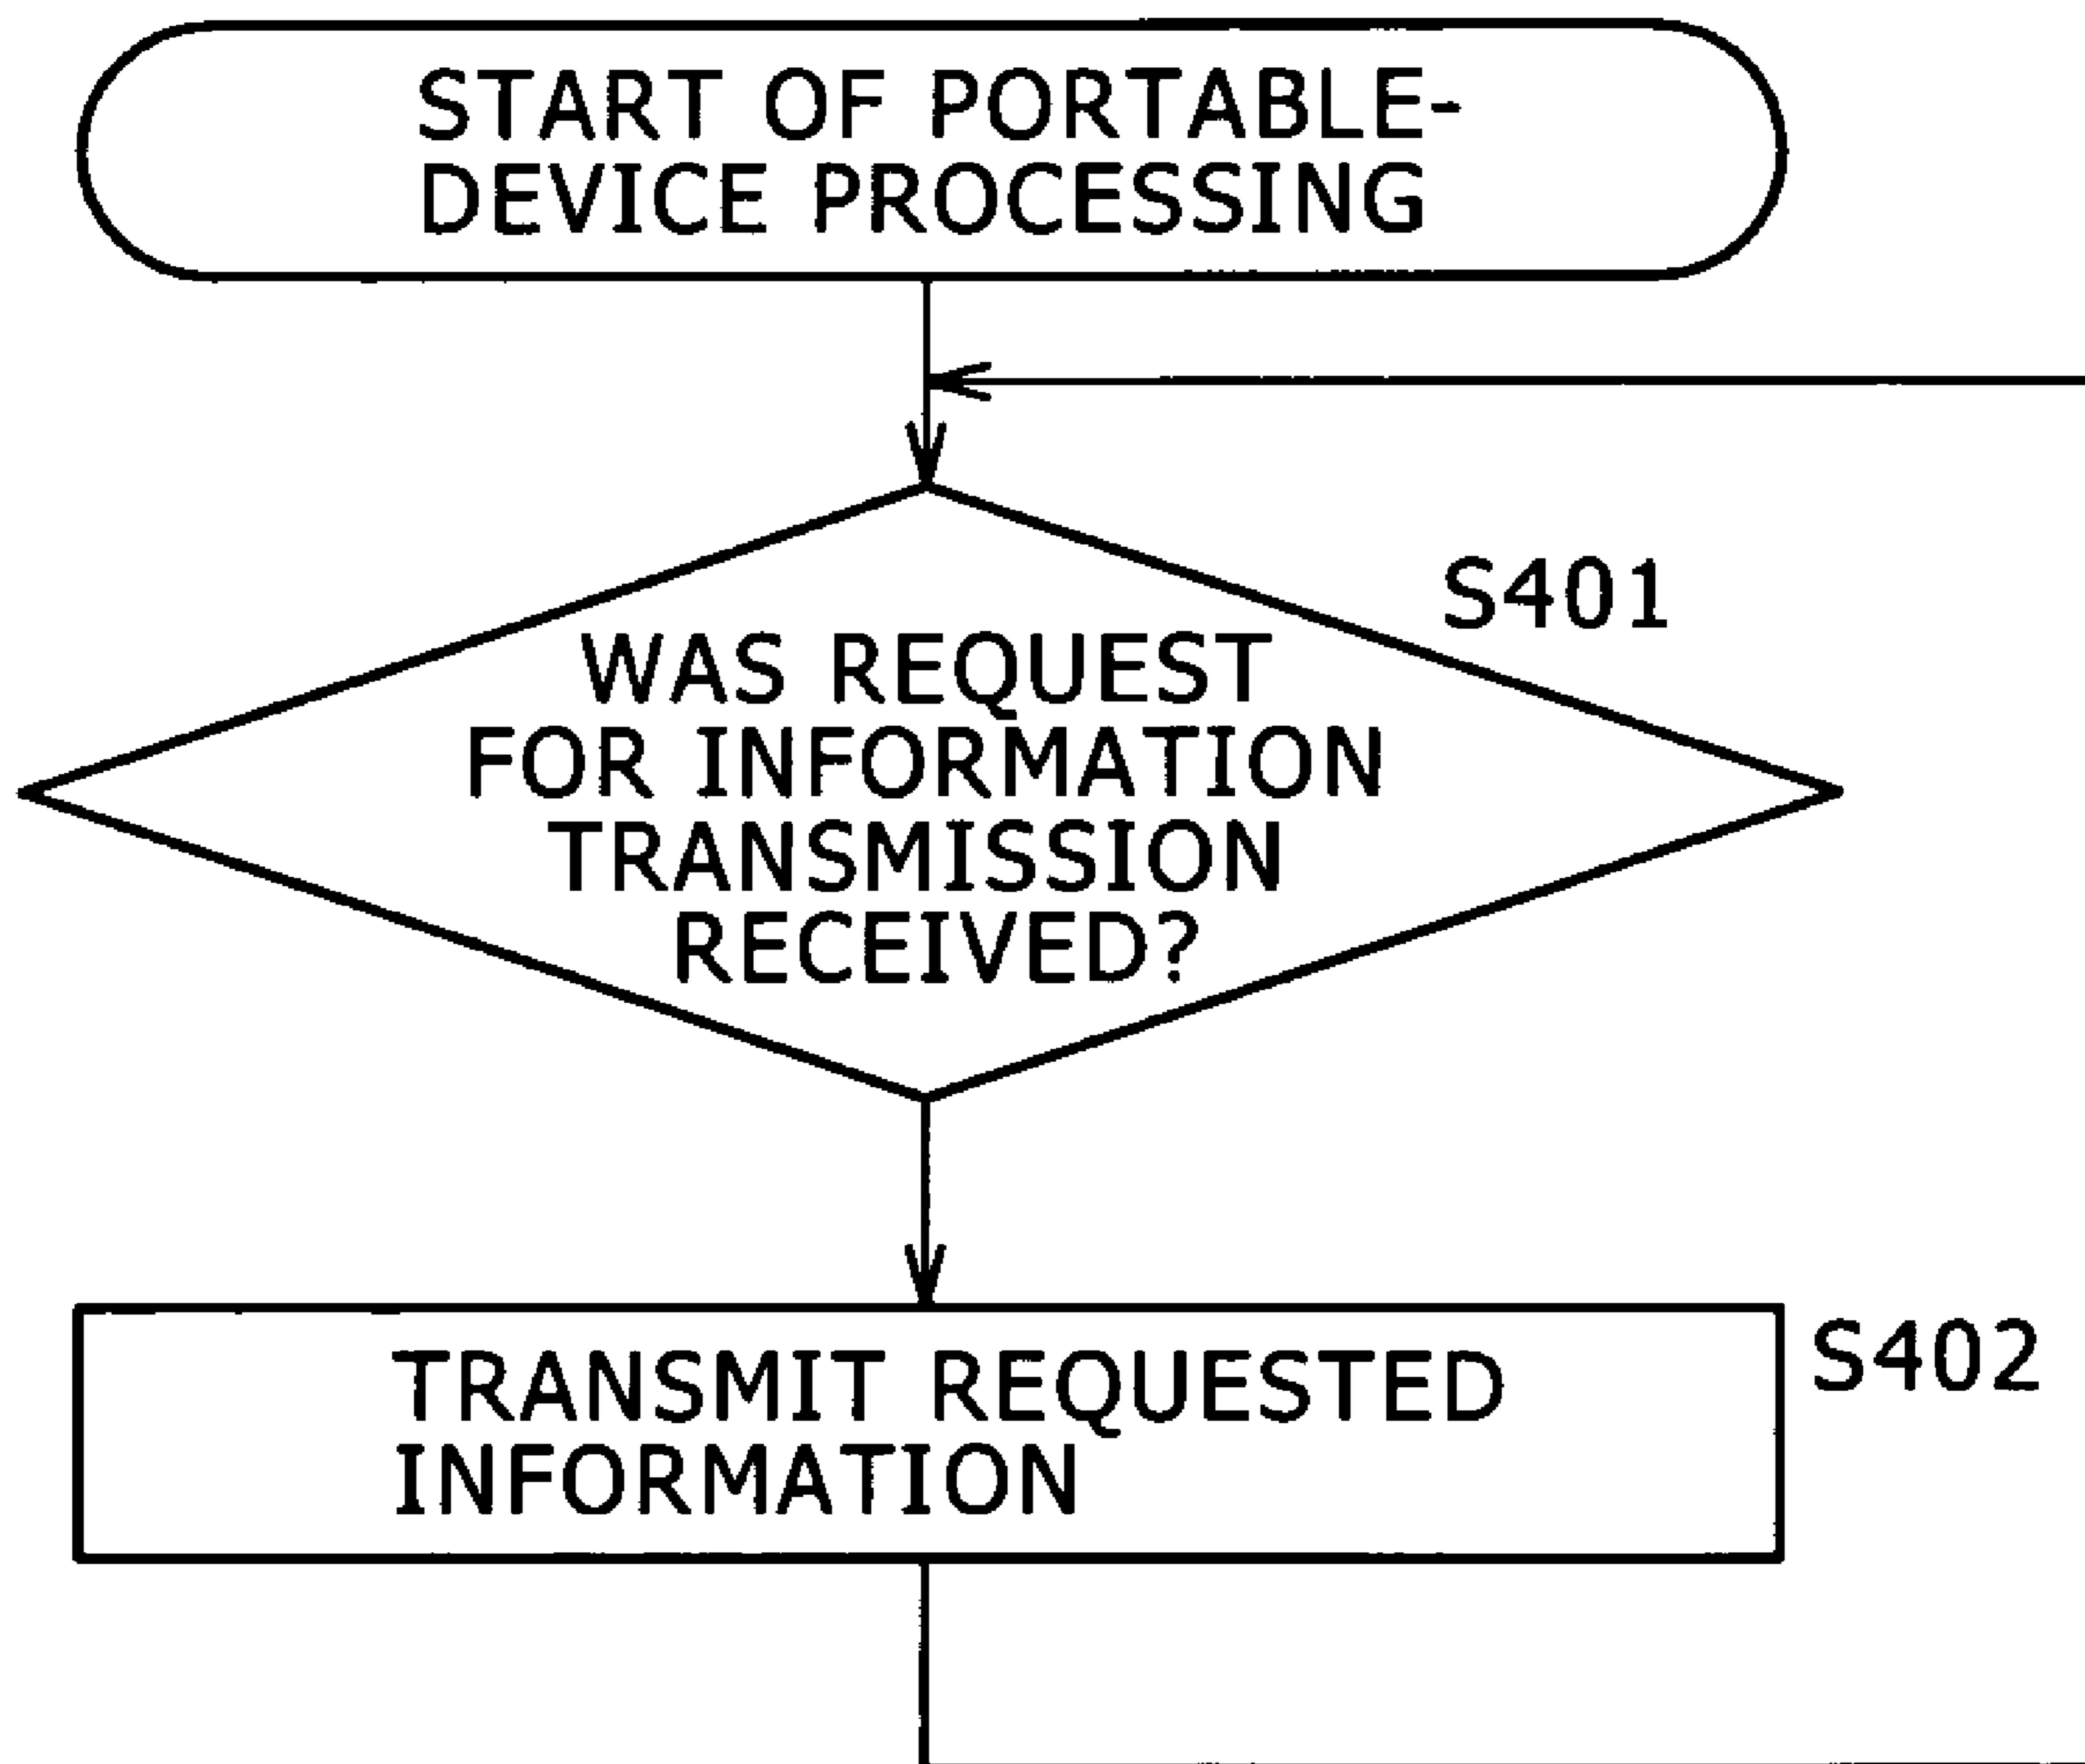 START OF PORTABLE-
DEVICE PROCESSING
S401
WAS REQUEST
FOR INFORMATION
TRANSMISSION
RECEIVED?
S402
TRANSMIT REQUESTED
INFORMATION